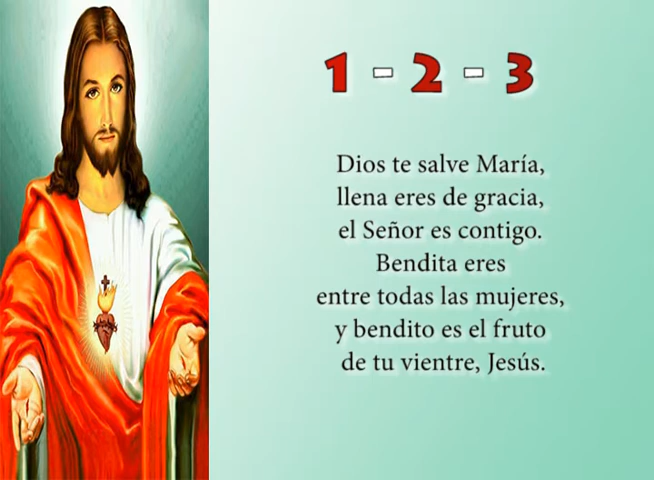 1 - 2 - 3
Dios te salve María,
llena eres de gracia,
el Señor es contigo.
Bendita eres
entre todas las mujeres,
y bendito es el fruto
de tu vientre, Jesús.